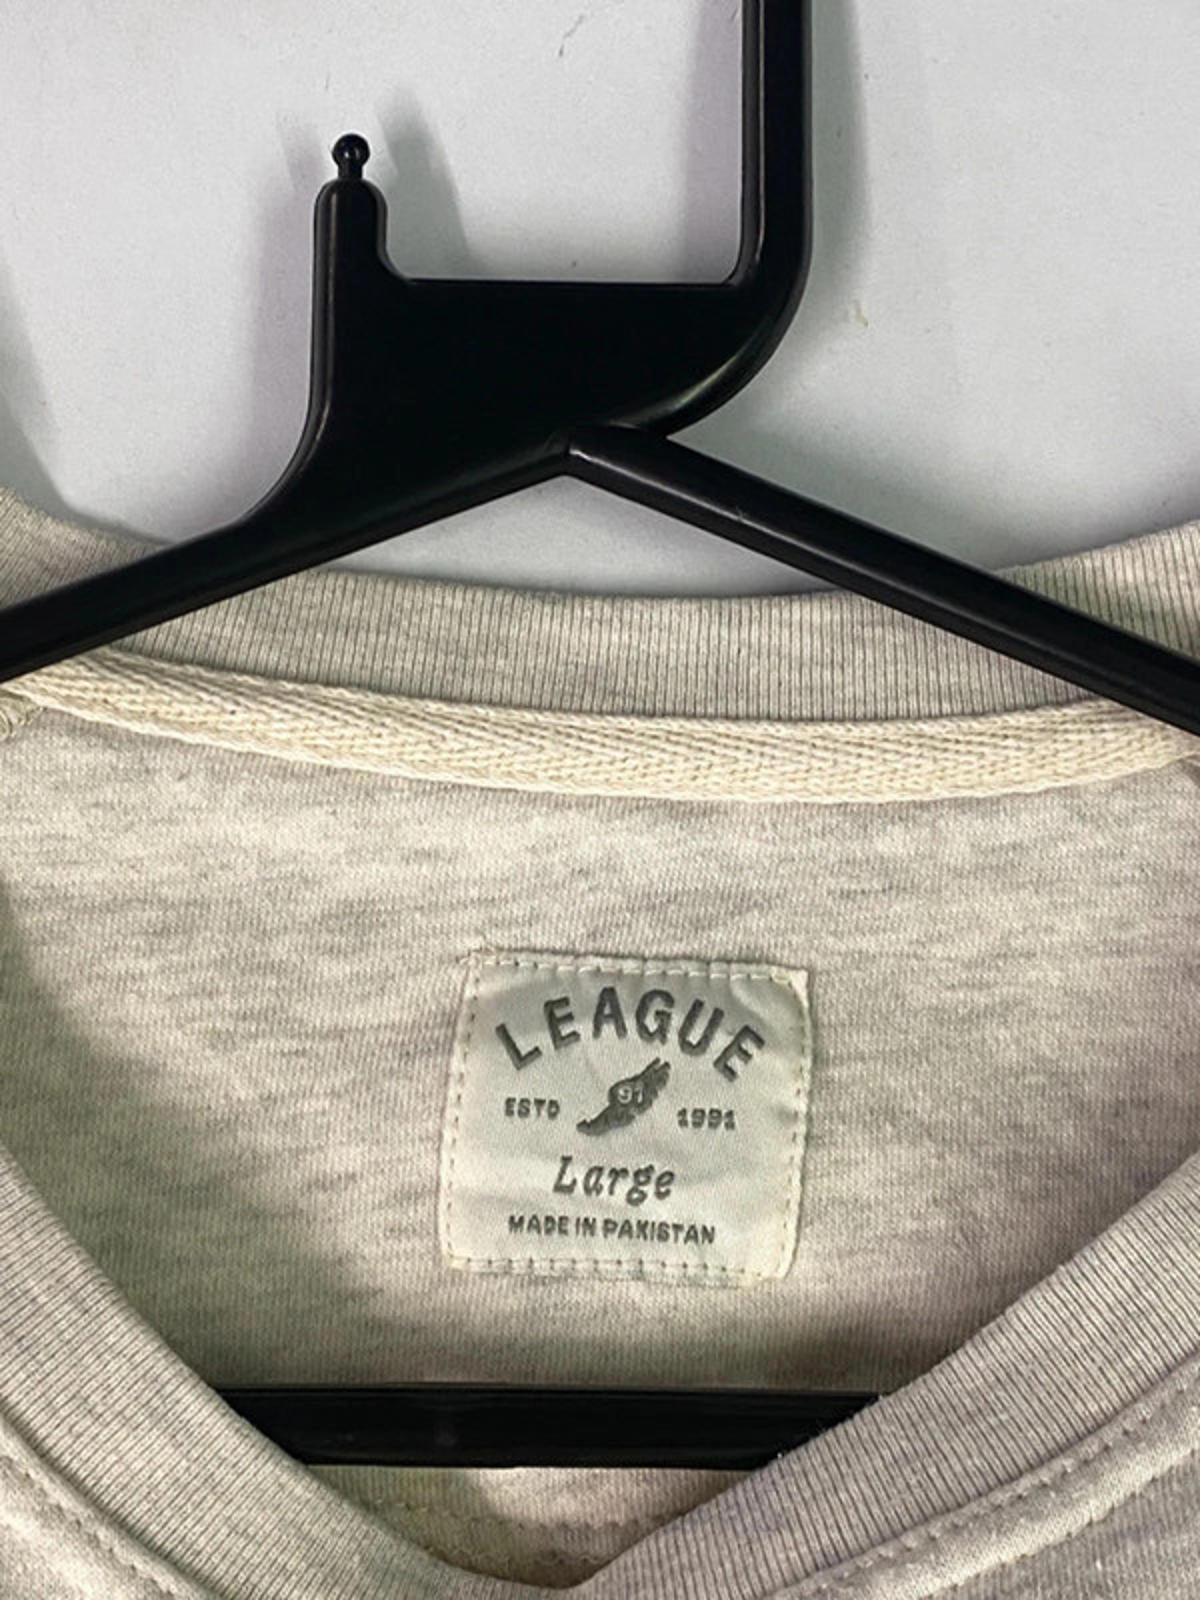 LEAGUE
91
ESTD 1991
Large
MADE IN PAKISTAN